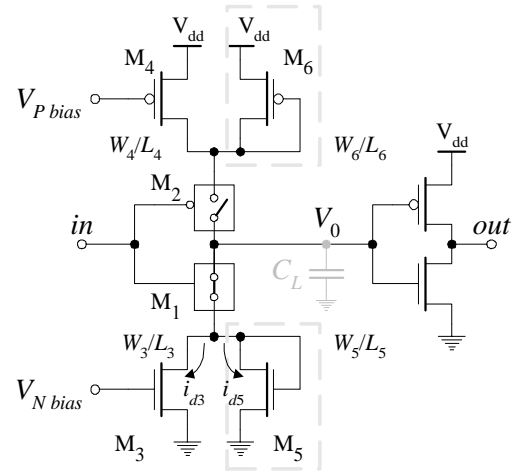 V_dd V_dd
M_4 M_6
V_P bias
W_4/L_4 W_6/L_6
V_dd
M_2
in V_0 out
C_L
M_1
W_3/L_3 W_5/L_5
V_N bias i_d3 i_d5
M_3 M_5